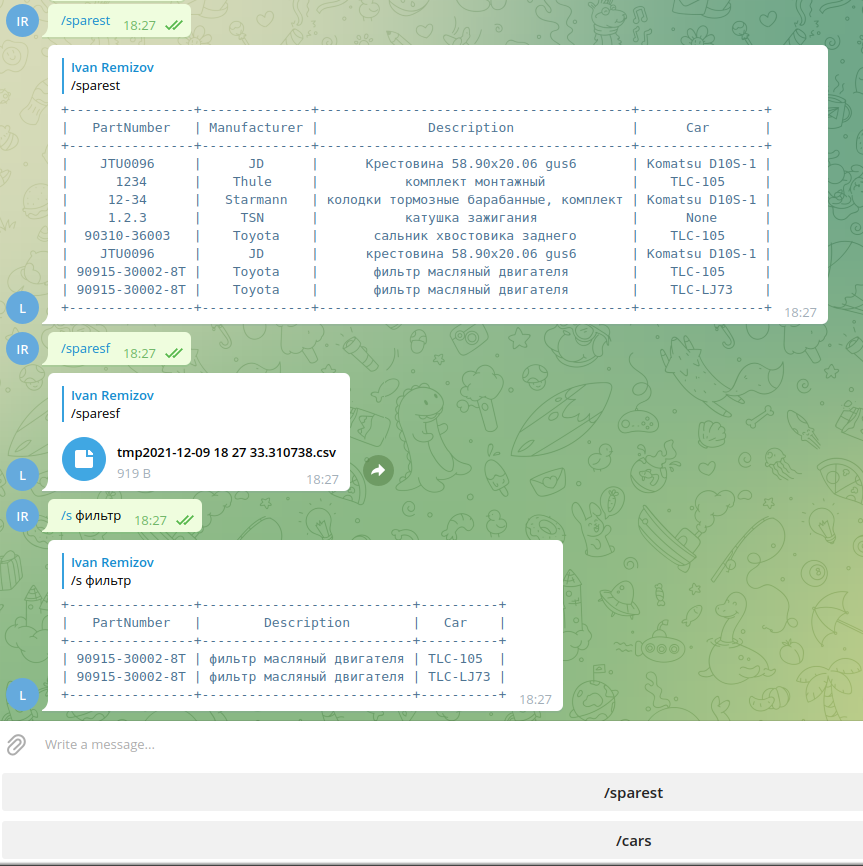 IR
/sparest 18:27
Ivan Remizov
/sparest
+---------------+-------------+--------------------------------------+---------------+
| PartNumber | Manufacturer | Description | Car |
+---------------+-------------+--------------------------------------+---------------+
| JTU0096 | JD | Крестовина 58.90x20.06 gus6 | Komatsu D10S-1 |
| 1234 | Thule | комплект монтажный | TLC-105 |
| 12-34 | Starmann | колодки тормозные барабанные, комплект | Komatsu D10S-1 |
| 1.2.3 | TSN | катушка зажигания | None |
| 90310-36003 | Toyota | сальник хвостовика заднего | TLC-105 |
| JTU0096 | JD | крестовина 58.90x20.06 gus6 | Komatsu D10S-1 |
| 90915-30002-8T | Toyota | фильтр масляный двигателя | TLC-105 |
| 90915-30002-8T | Toyota | фильтр масляный двигателя | TLC-LJ73 |
+---------------+-------------+--------------------------------------+---------------+
L
18:27
IR
/sparesf 18:27
Ivan Remizov
/sparesf
tmp2021-12-09 18 27 33.310738.csv
919 B
L
18:27
IR
/s фильтр 18:27
Ivan Remizov
/s фильтр
+---------------+-------------------------+---------+
| PartNumber | Description | Car |
+---------------+-------------------------+---------+
| 90915-30002-8T | фильтр масляный двигателя | TLC-105 |
| 90915-30002-8T | фильтр масляный двигателя | TLC-LJ73 |
+---------------+-------------------------+---------+
L
18:27
Write a message...
/sparest
/cars